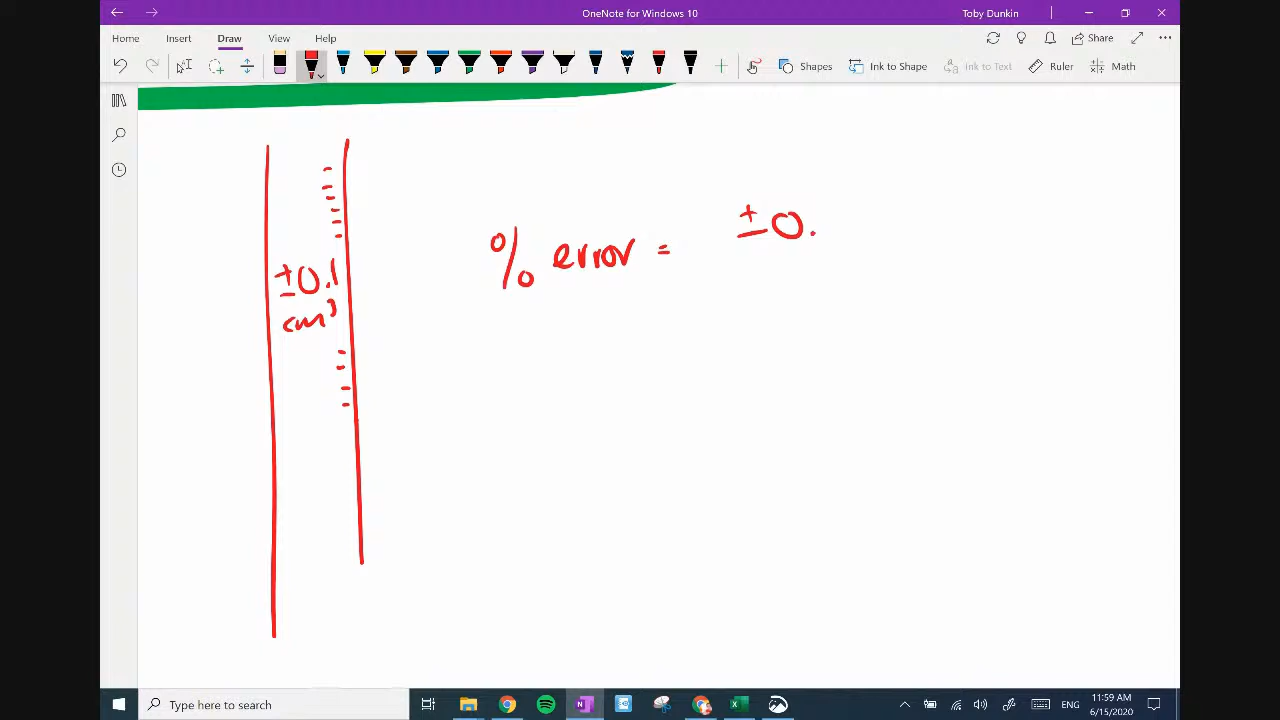 OneNote for Windows 10
Toby Dunkin
Home
Insert
Draw
View
Help
Share
Shapes
Ink to Shape
Ink to Text
Ruler
Math
±0.1
cm³
% error = ±0.
Type here to search
ENG
11:59 AM
6/15/2020